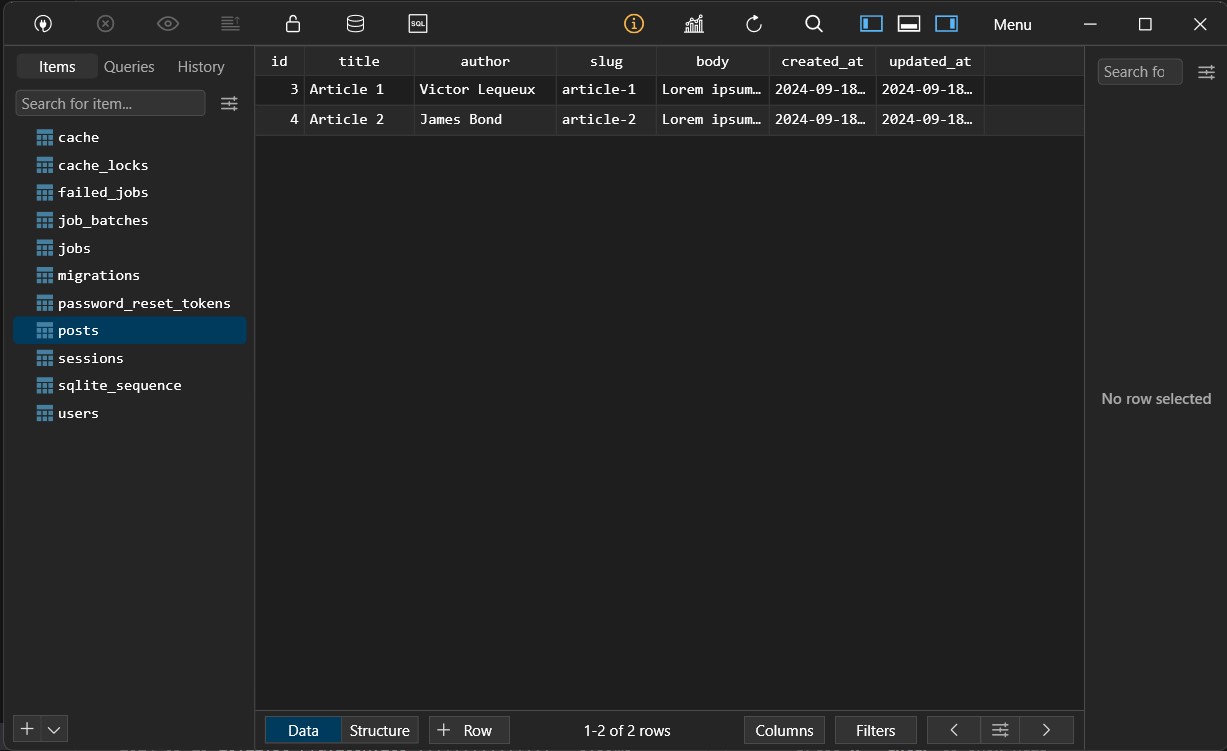 SQL
Menu
Items Queries History
Search for item...
cache
cache_locks
failed_jobs
job_batches
jobs
migrations
password_reset_tokens
posts
sessions
sqlite_sequence
users
id title author slug body created_at updated_at
3 Article 1 Victor Lequeux article-1 Lorem ipsum… 2024-09-18… 2024-09-18…
4 Article 2 James Bond article-2 Lorem ipsum… 2024-09-18… 2024-09-18…
Search fo
No row selected
Data Structure + Row 1-2 of 2 rows Columns Filters